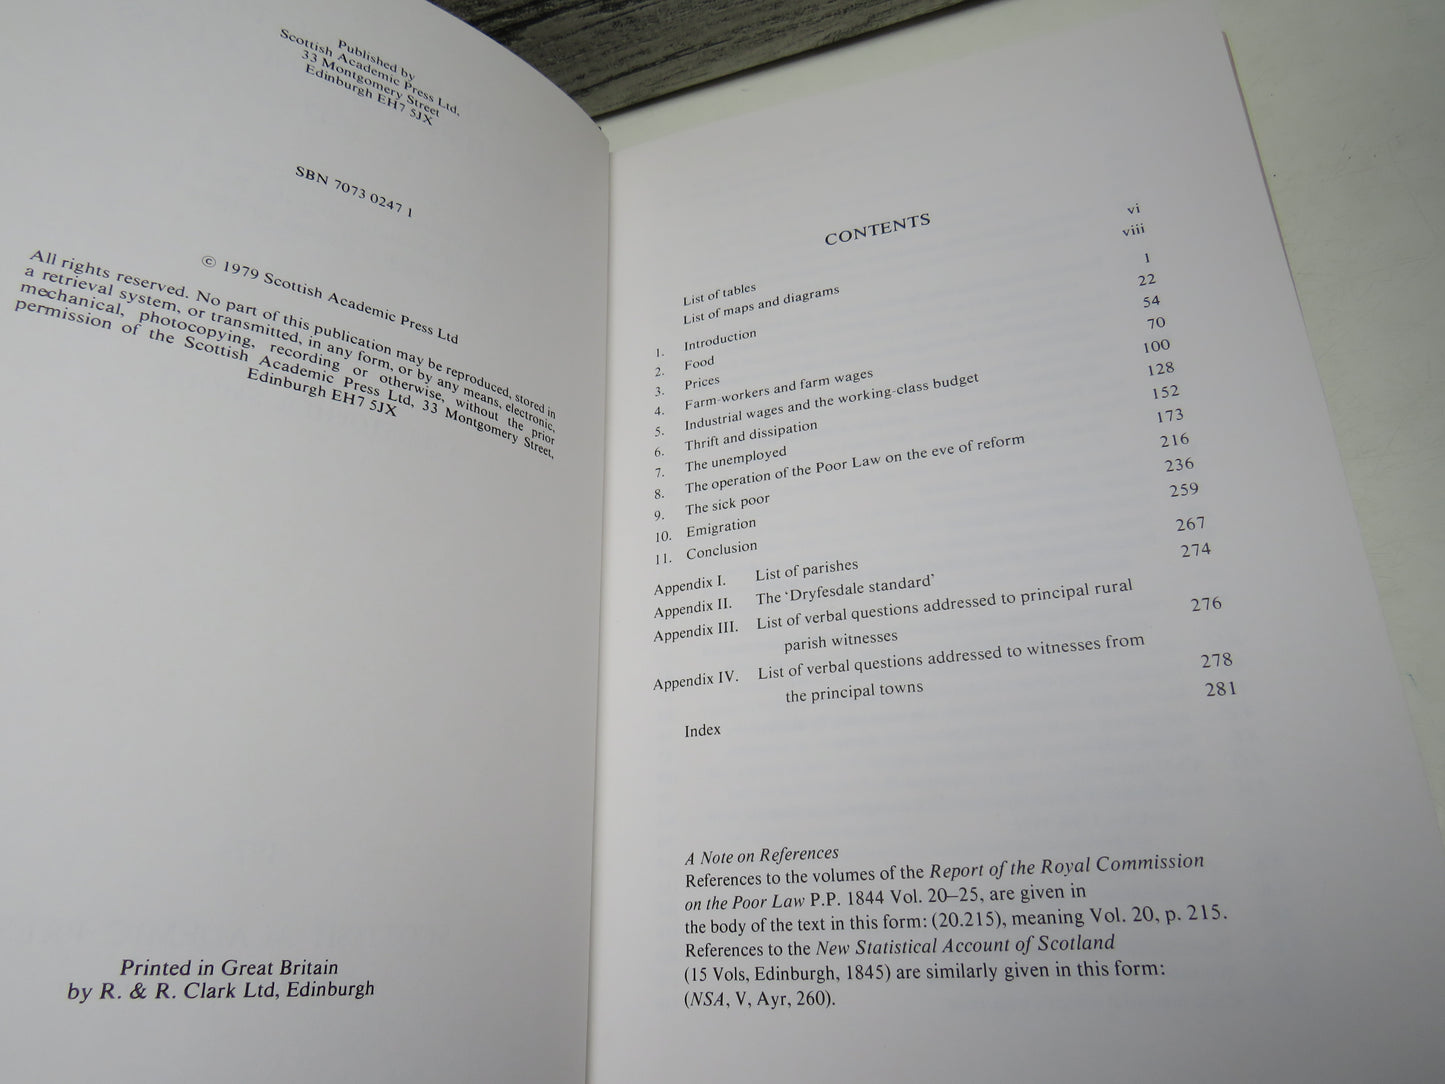 Published by
Scottish Academic Press Ltd,
33 Montgomery Street
Edinburgh EH7 5JX
SBN 7073 0247 1
© 1979 Scottish Academic Press Ltd
All rights reserved. No part of this publication may be reproduced, stored in
a retrieval system, or transmitted, in any form, or by any means, electronic,
mechanical, photocopying, recording or otherwise, without the prior
permission of the Scottish Academic Press Ltd, 33 Montgomery Street,
Edinburgh EH7 5JX
Printed in Great Britain
by R. & R. Clark Ltd, Edinburgh
CONTENTS
List of tables vi
List of maps and diagrams viii
1. Introduction 1
2. Food 22
3. Prices 54
4. Farm-workers and farm wages 70
5. Industrial wages and the working-class budget 100
6. Thrift and dissipation 128
7. The unemployed 152
8. The operation of the Poor Law on the eve of reform 173
9. The sick poor 216
10. Emigration 236
11. Conclusion 259
Appendix I. List of parishes 267
Appendix II. The ‘Dryfesdale standard’ 274
Appendix III. List of verbal questions addressed to principal rural
parish witnesses 276
Appendix IV. List of verbal questions addressed to witnesses from
the principal towns 278
Index 281
A Note on References
References to the volumes of the Report of the Royal Commission
on the Poor Law P.P. 1844 Vol. 20–25, are given in
the body of the text in this form: (20.215), meaning Vol. 20, p. 215.
References to the New Statistical Account of Scotland
(15 Vols, Edinburgh, 1845) are similarly given in this form:
(NSA, V, Ayr, 260).